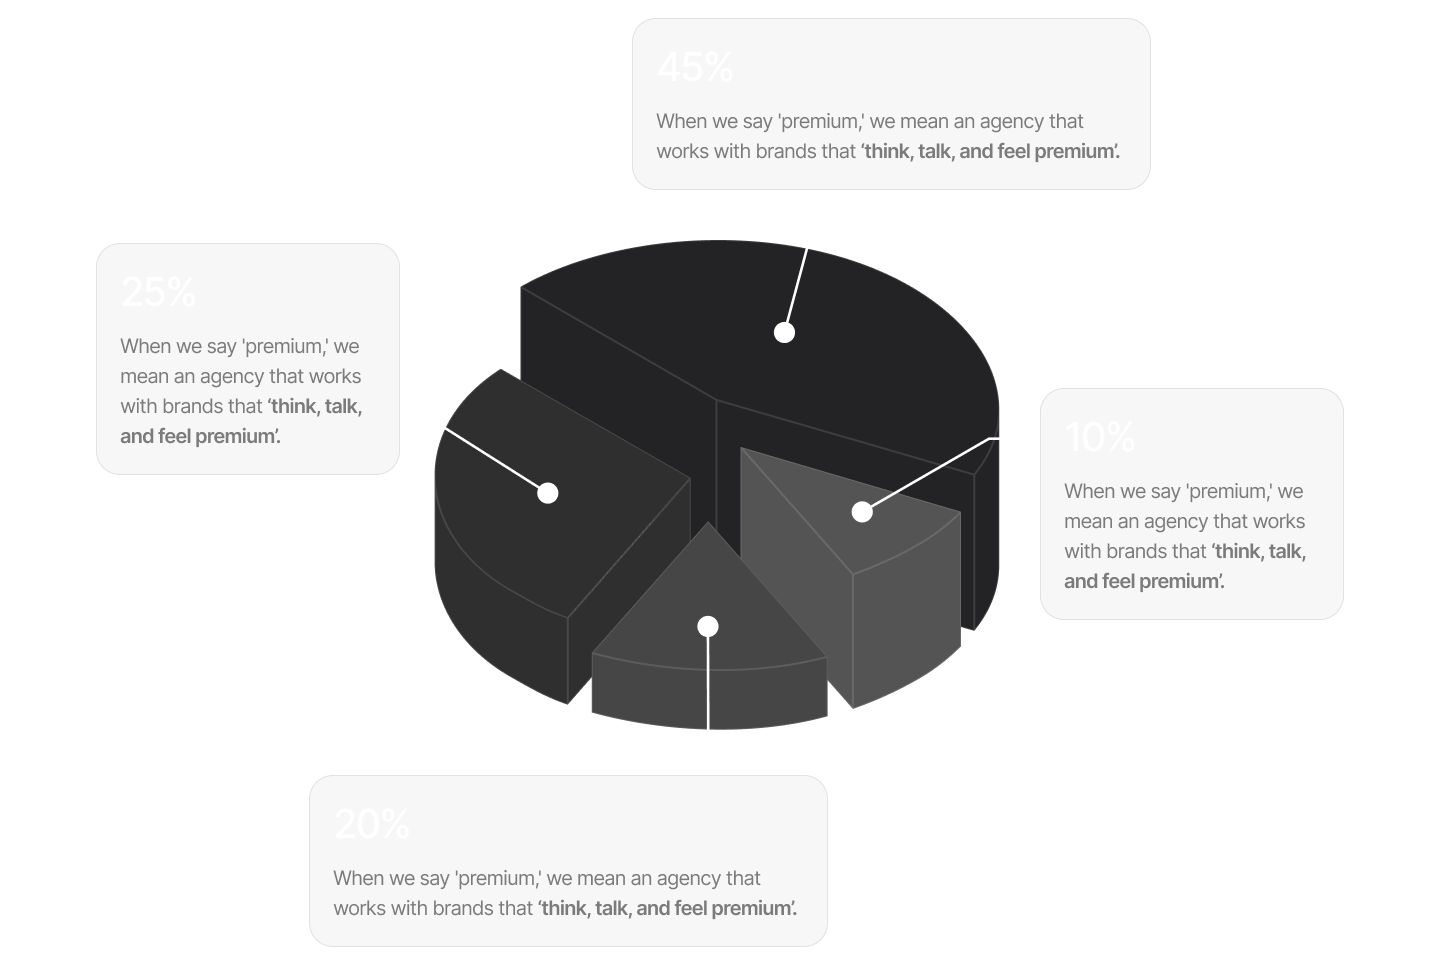 45%
When we say 'premium,' we mean an agency that
works with brands that ‘think, talk, and feel premium’.
25%
When we say 'premium,' we
mean an agency that works
with brands that ‘think, talk,
and feel premium’.
10%
When we say 'premium,' we
mean an agency that works
with brands that ‘think, talk,
and feel premium’.
20%
When we say 'premium,' we mean an agency that
works with brands that ‘think, talk, and feel premium’.